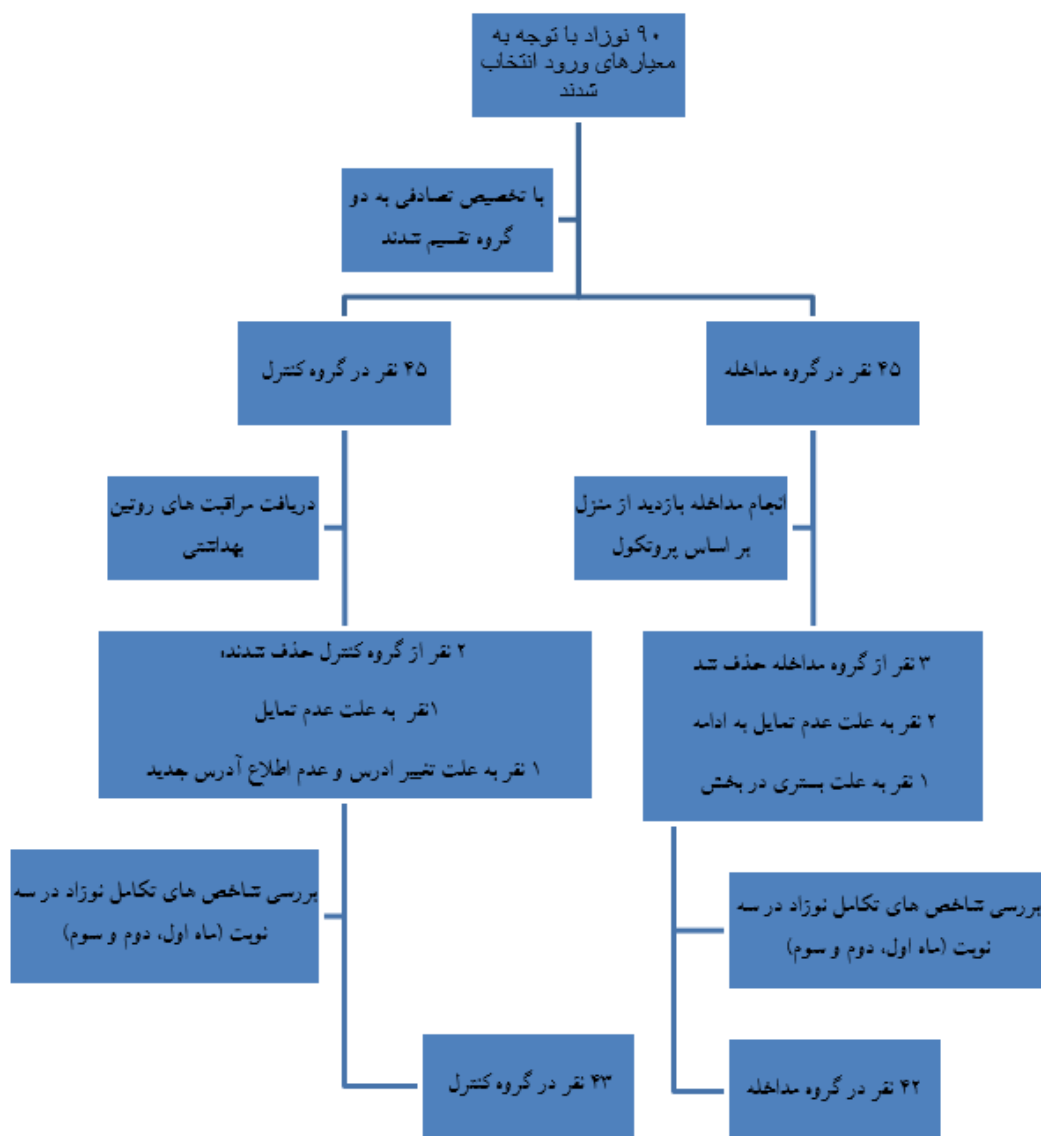 ۹۰ نوزاد با توجه به
معیارهای ورود انتخاب
شدند
با تخصیص تصادفی به دو
گروه تقسیم شدند
۴۵ نفر در گروه مداخله
۴۵ نفر در گروه کنترل
انجام مداخله بازدید از منزل
بر اساس پروتکول
دریافت مراقبت های روتین
بهداشتی
۳ نفر از گروه مداخله حذف شد
۲ نفر به علت عدم تمایل به ادامه
۱ نفر به علت بستری در بخش
۲ نفر از گروه کنترل حذف شدند:
۱نفر به علت عدم تمایل
۱ نفر به علت تغییر ادرس و عدم اطلاع آدرس جدید
بررسی شاخص های تکامل نوزاد در سه
نوبت (ماه اول، دوم و سوم)
بررسی شاخص های تکامل نوزاد در سه
نوبت (ماه اول، دوم و سوم)
۴۲ نفر در گروه مداخله
۴۳ نفر در گروه کنترل